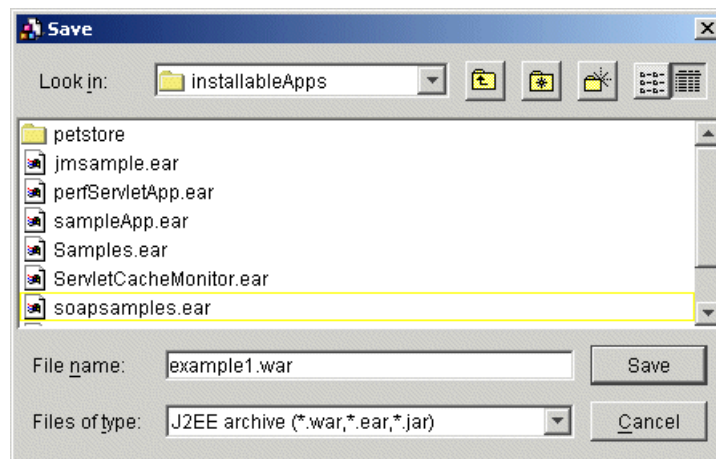 Save
Look in: installableApps
petstore
jmsample.ear
perfServletApp.ear
sampleApp.ear
Samples.ear
ServletCacheMonitor.ear
soapsamples.ear
File name: example1.war Save
Files of type: J2EE archive (*.war,*.ear,*.jar) Cancel